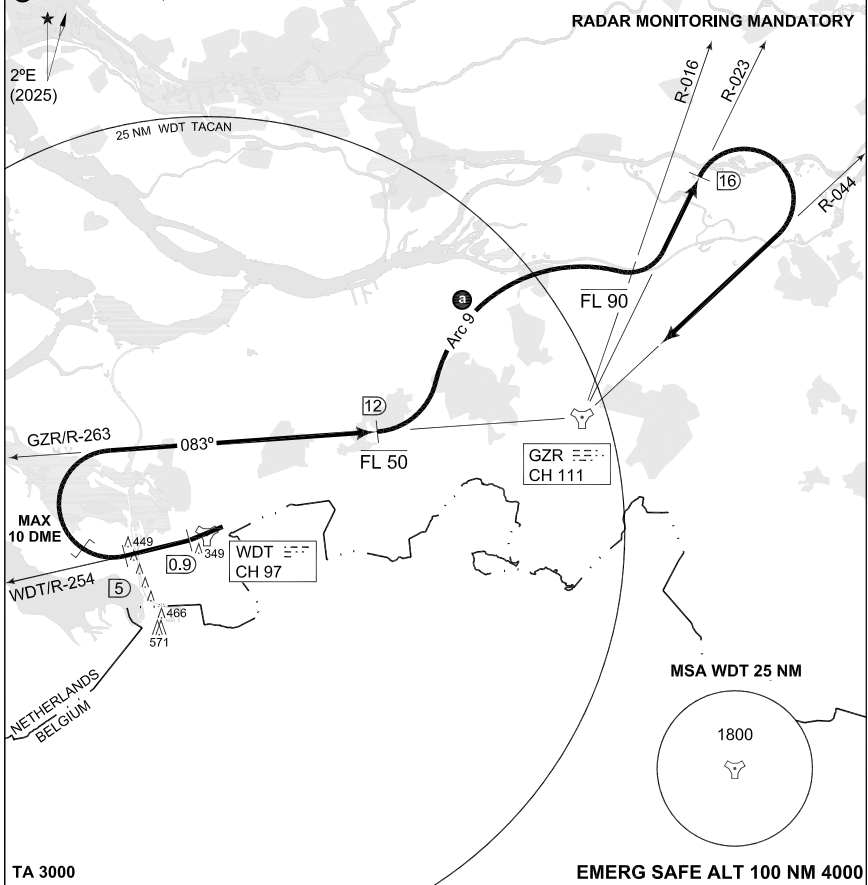 RADAR MONITORING MANDATORY
2ºE
(2025)
25 NM WDT TACAN
R-016
R-023
16
R-044
a
Arc 9
FL 90
12
GZR/R-263
083º
FL 50
GZR
CH 111
MAX
10 DME
449
0.9
349
WDT
CH 97
WDT/R-254
5
466
571
NETHERLANDS
BELGIUM
MSA WDT 25 NM
1800
TA 3000
EMERG SAFE ALT 100 NM 4000